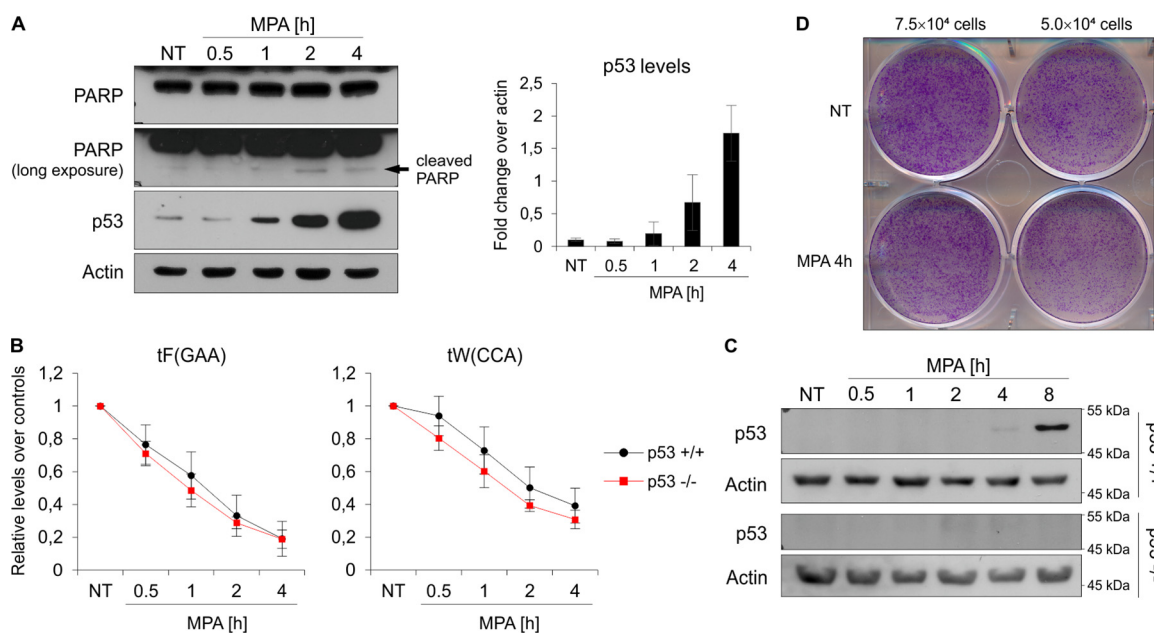 A
MPA [h]
NT 0.5 1 2 4
PARP
PARP
(long exposure)
cleaved
PARP
p53
Actin
p53 levels
Fold change over actin
2,5
2
1,5
1
0,5
0
NT 0.5 1 2 4
MPA [h]
D
7.5×10⁴ cells 5.0×10⁴ cells
NT
MPA 4h
B
tF(GAA)
Relative levels over controls
1,2
1
0,8
0,6
0,4
0,2
0
NT 0.5 1 2 4
MPA [h]
tW(CCA)
1,2
1
0,8
0,6
0,4
0,2
0
NT 0.5 1 2 4
MPA [h]
p53 +/+
p53 -/-
C
MPA [h]
NT 0.5 1 2 4 8
p53
55 kDa
45 kDa
Actin
45 kDa
p53
55 kDa
45 kDa
Actin
45 kDa